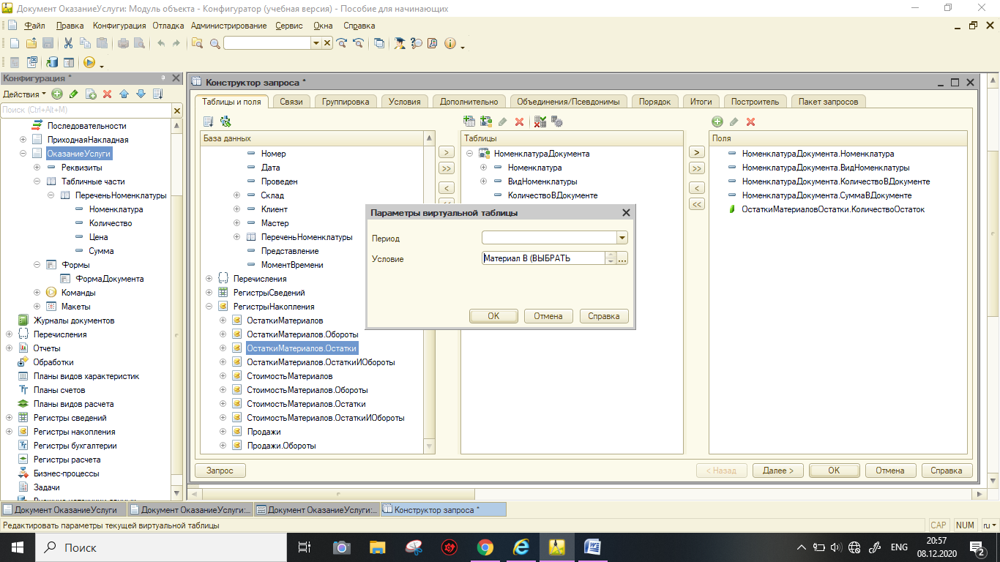 Документ ОказаниеУслуги: Модуль объекта - Конфигуратор (учебная версия) - Пособие для начинающих
Файл Правка Конфигурация Отладка Администрирование Сервис Окна Справка
Конфигурация *
Действия
Поиск (Ctrl+Alt+M)
Последовательности
ПриходнаяНакладная
ОказаниеУслуги
Реквизиты
Табличные части
ПереченьНоменклатуры
Номенклатура
Количество
Цена
Сумма
Формы
ФормаДокумента
Команды
Макеты
Журналы документов
Перечисления
Отчеты
Обработки
Планы видов характеристик
Планы счетов
Планы видов расчета
Регистры сведений
Регистры накопления
Регистры бухгалтерии
Регистры расчета
Бизнес-процессы
Задачи
Конструктор запроса *
Таблицы и поля Связи Группировка Условия Дополнительно Объединения/Псевдонимы Порядок Итоги Построитель Пакет запросов
База данных
Номер
Дата
Проведен
Склад
Клиент
Мастер
ПереченьНоменклатуры
Представление
МоментВремени
Перечисления
РегистрыСведений
РегистрыНакопления
ОстаткиМатериалов
ОстаткиМатериалов.Обороты
ОстаткиМатериалов.Остатки
ОстаткиМатериалов.ОстаткиИОбороты
СтоимостьМатериалов
СтоимостьМатериалов.Обороты
СтоимостьМатериалов.Остатки
СтоимостьМатериалов.ОстаткиИОбороты
Продажи
Продажи.Обороты
>
>>
<
<<
Таблицы
НоменклатураДокумента
Номенклатура
ВидНоменклатуры
КоличествоВДокументе
>
>>
<
<<
Поля
НоменклатураДокумента.Номенклатура
НоменклатураДокумента.ВидНоменклатуры
НоменклатураДокумента.КоличествоВДокументе
НоменклатураДокумента.СуммаВДокументе
ОстаткиМатериаловОстатки.КоличествоОстаток
Параметры виртуальной таблицы
Период
Условие Материал В (ВЫБРАТЬ ...
OK Отмена Справка
Запрос < Назад Далее > OK Отмена Справка
Документ ОказаниеУслуги Документ ОказаниеУслуги:... Документ ОказаниеУслуги:... Конструктор запроса *
Редактировать параметры текущей виртуальной таблицы CAP NUM ru
Поиск
ENG
20:57
08.12.2020
2